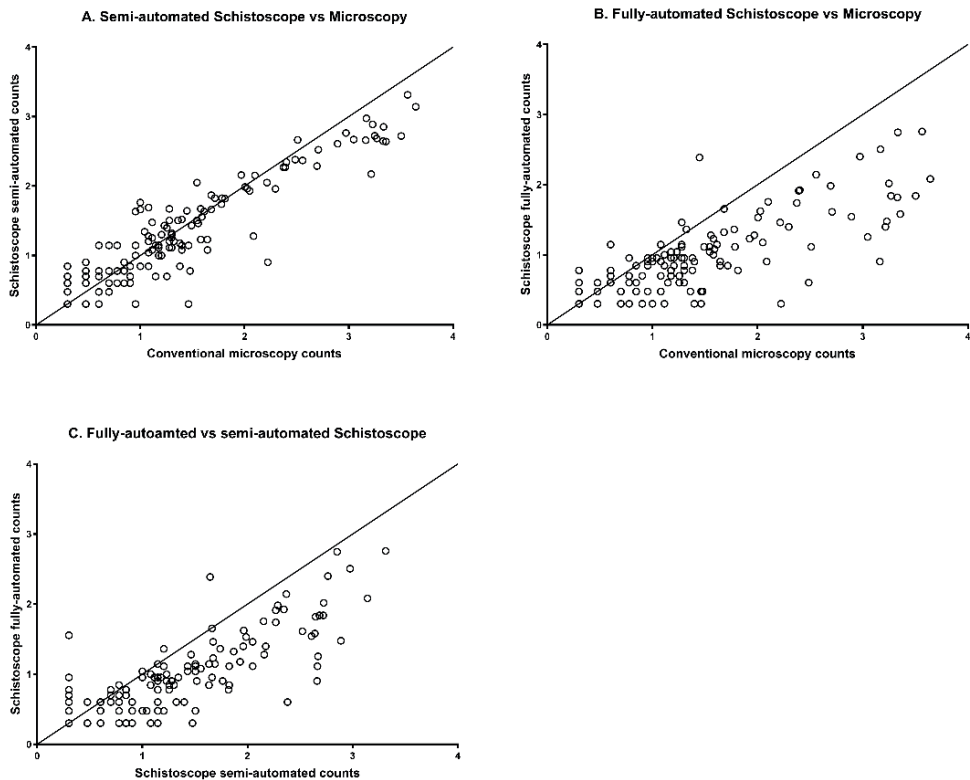 A. Semi-automated Schistoscope vs Microscopy
4
3
2
1
0
0 1 2 3 4
Schistoscope semi-automated counts
Conventional microscopy counts
B. Fully-automated Schistoscope vs Microscopy
4
3
2
1
0
0 1 2 3 4
Schistoscope fully-automated counts
Conventional microscopy counts
C. Fully-autoamted vs semi-automated Schistoscope
4
3
2
1
0
0 1 2 3 4
Schistoscope fully-automated counts
Schistoscope semi-automated counts